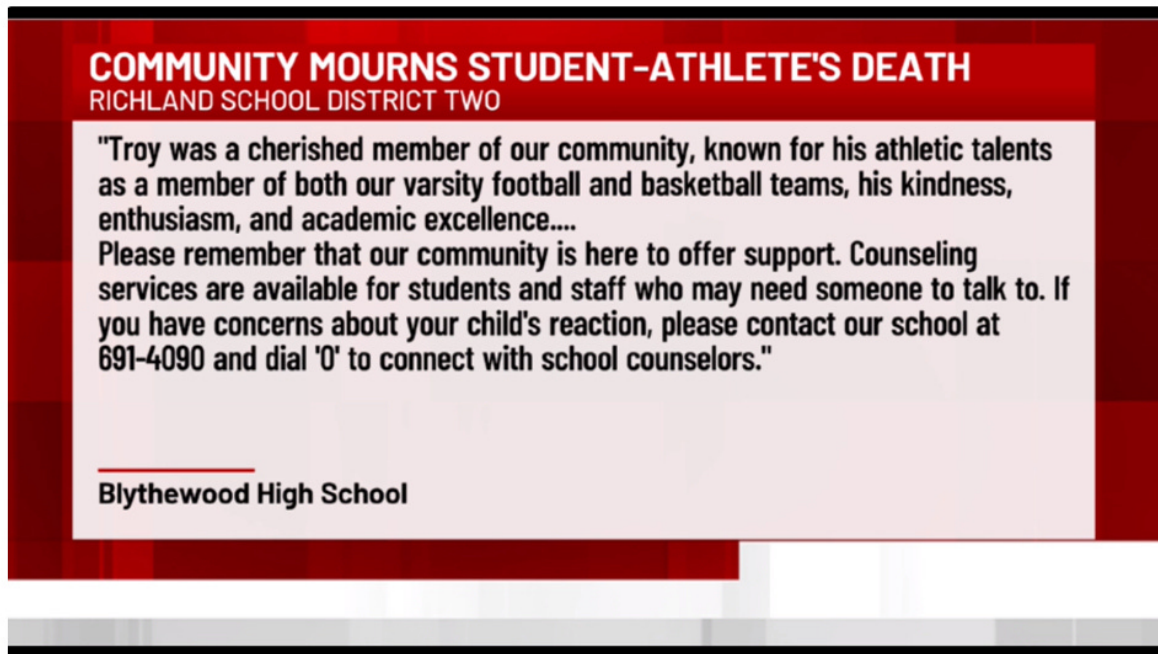 COMMUNITY MOURNS STUDENT-ATHLETE'S DEATH
RICHLAND SCHOOL DISTRICT TWO
"Troy was a cherished member of our community, known for his athletic talents
as a member of both our varsity football and basketball teams, his kindness,
enthusiasm, and academic excellence....
Please remember that our community is here to offer support. Counseling
services are available for students and staff who may need someone to talk to. If
you have concerns about your child's reaction, please contact our school at
691-4090 and dial '0' to connect with school counselors."
Blythewood High School